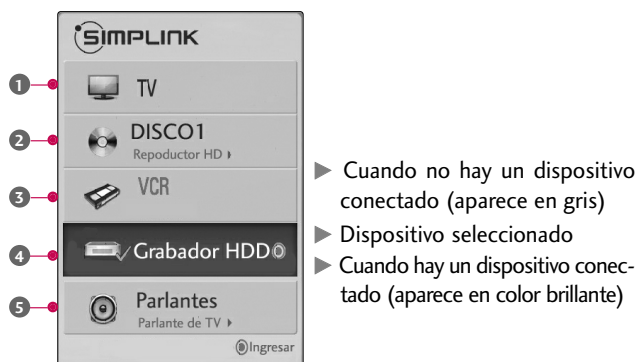 SIMPLINK
1 TV
2 DISCO1
Repoductor HD
3 VCR
4 Grabador HDD
5 Parlantes
Parlante de TV
Ingresar
Cuando no hay un dispositivo
conectado (aparece en gris)
Dispositivo seleccionado
Cuando hay un dispositivo conec-
tado (aparece en color brillante)